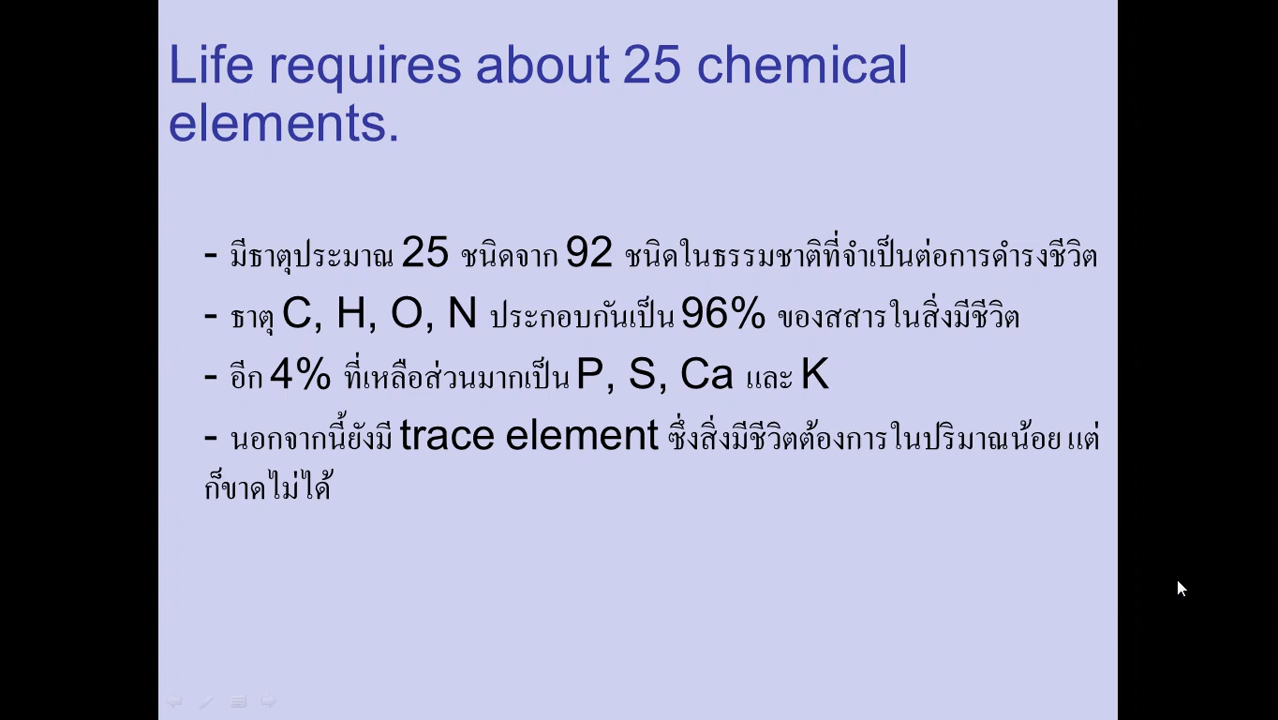 Life requires about 25 chemical
elements.
- มีธาตุประมาณ 25 ชนิดจาก 92 ชนิดในธรรมชาติที่จำเป็นต่อการดำรงชีวิต
- ธาตุ C, H, O, N ประกอบกันเป็น 96% ของสสารในสิ่งมีชีวิต
- อีก 4% ที่เหลือส่วนมากเป็น P, S, Ca และ K
- นอกจากนี้ยังมี trace element ซึ่งสิ่งมีชีวิตต้องการในปริมาณน้อย แต่
ก็ขาดไม่ได้